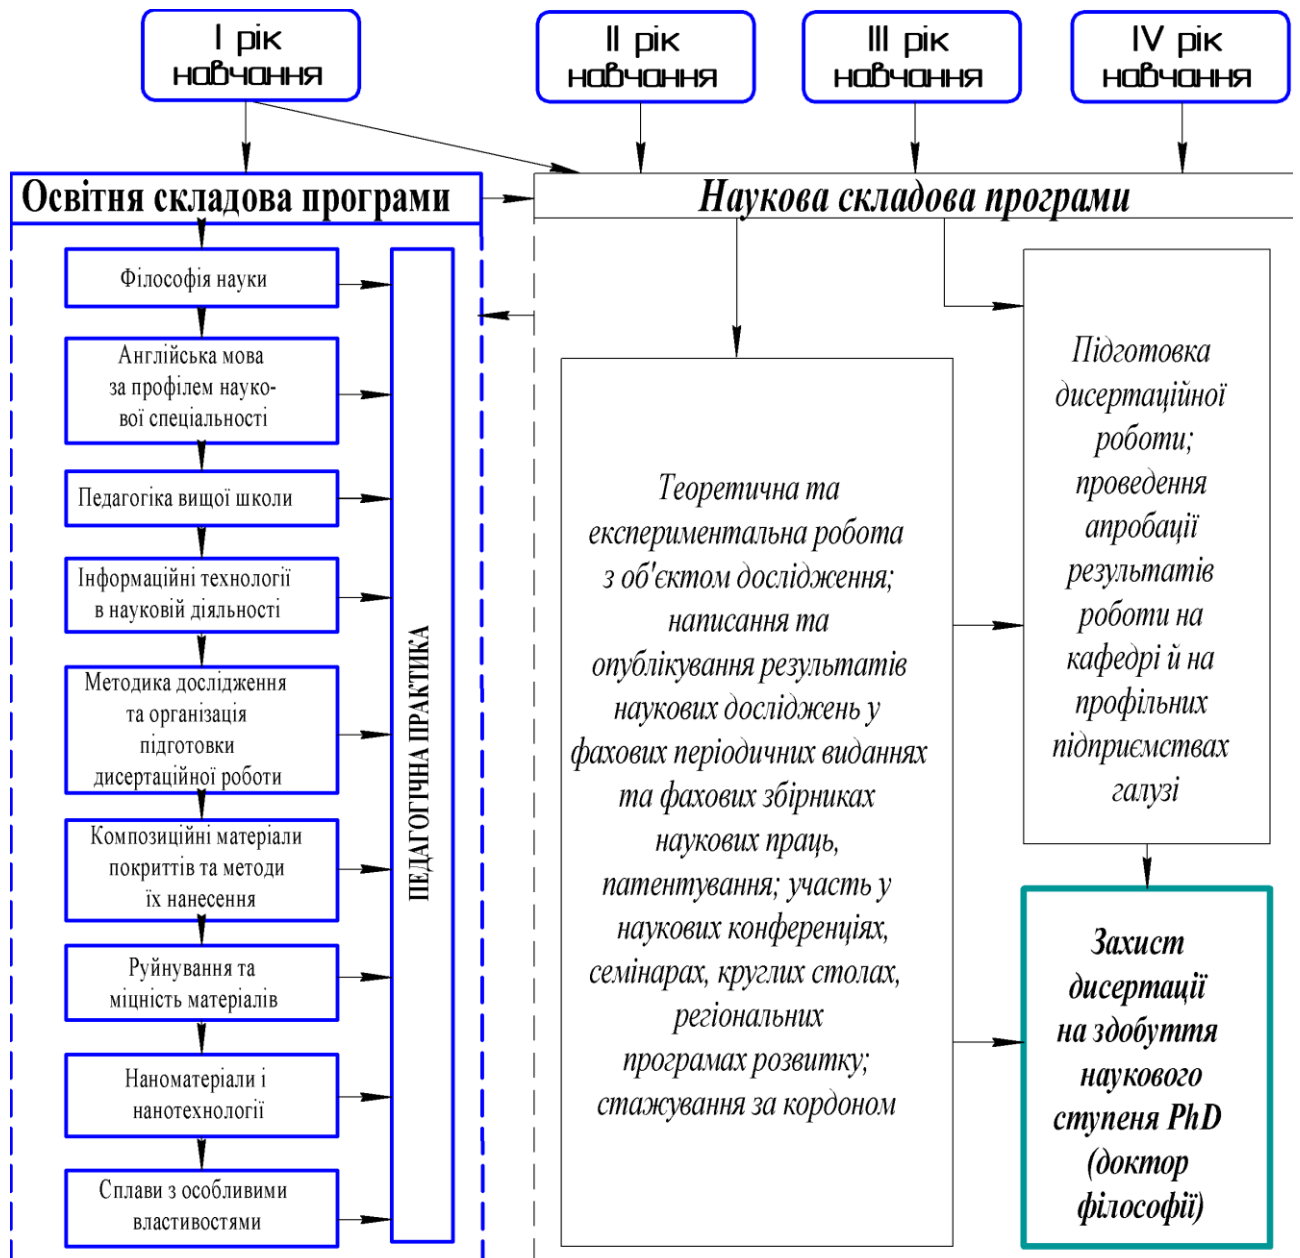 I рік
навчання
II рік
навчання
III рік
навчання
IV рік
навчання
Освітня складова програми
Наукова складова програми
Філософія науки
Англійська мова
за профілем науко-
вої спеціальності
Педагогіка вищої школи
Інформаційні технології
в науковій діяльності
Методика дослідження
та організація
підготовки
дисертаційної роботи
Композиційні матеріали
покриттів та методи
їх нанесення
Руйнування та
міцність матеріалів
Наноматеріали і
нанотехнології
Сплави з особливими
властивостями
ПЕДАГОГІЧНА ПРАКТИКА
Теоретична та
експериментальна робота
з об'єктом дослідження;
написання та
опублікування результатів
наукових досліджень у
фахових періодичних виданнях
та фахових збірниках
наукових праць,
патентування; участь у
наукових конференціях,
семінарах, круглих столах,
регіональних
програмах розвитку;
стажування за кордоном
Підготовка
дисертаційної
роботи;
проведення
апробації
результатів
роботи на
кафедрі й на
профільних
підприємствах
галузі
Захист
дисертації
на здобуття
наукового
ступеня PhD
(доктор
філософії)